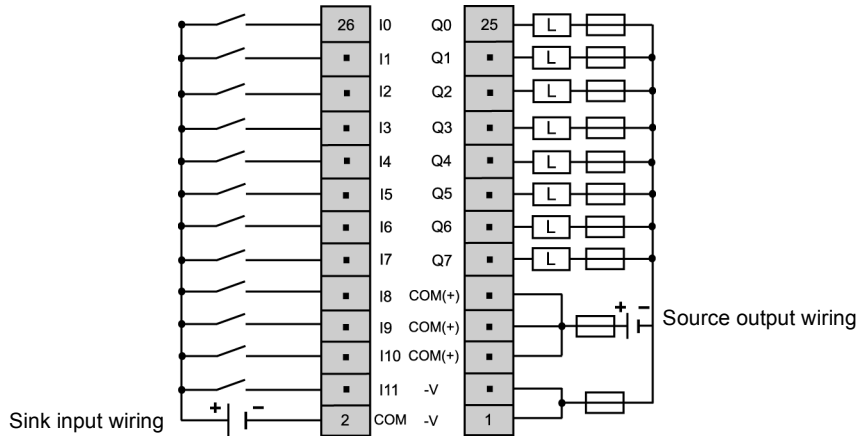 26 I0 Q0 25 L
I1 Q1 L
I2 Q2 L
I3 Q3 L
I4 Q4 L
I5 Q5 L
I6 Q6 L
I7 Q7 L
I8 COM(+)
+ − Source output wiring
I9 COM(+)
I10 COM(+)
I11 -V
Sink input wiring + − 2 COM -V 1